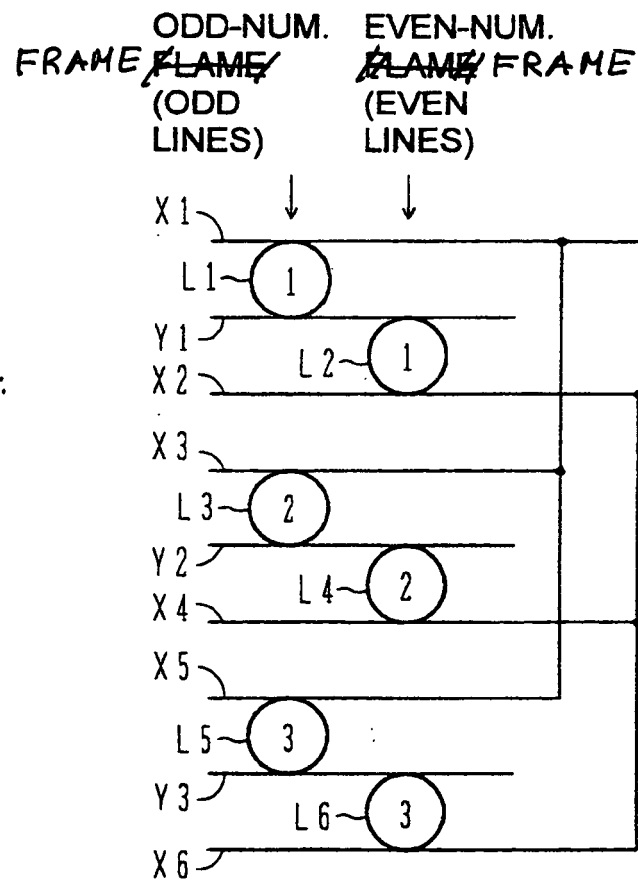 ODD-NUM. EVEN-NUM.
FRAME FLAME FLAME FRAME
(ODD (EVEN
LINES) LINES)
X1
L1 1
Y1
L2 1
X2
X3
L3 2
Y2
L4 2
X4
X5
L5 3
Y3
L6 3
X6